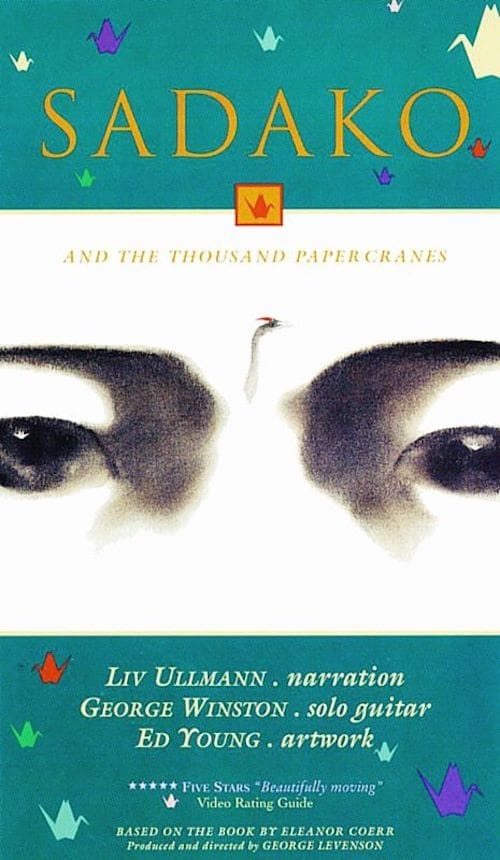 SADAKO
AND THE THOUSAND PAPERCRANES
LIV ULLMANN . narration
GEORGE WINSTON . solo guitar
ED YOUNG . artwork
★★★★★ FIVE STARS "Beautifully moving"
Video Rating Guide
BASED ON THE BOOK BY ELEANOR COERR
Produced and directed by GEORGE LEVENSON